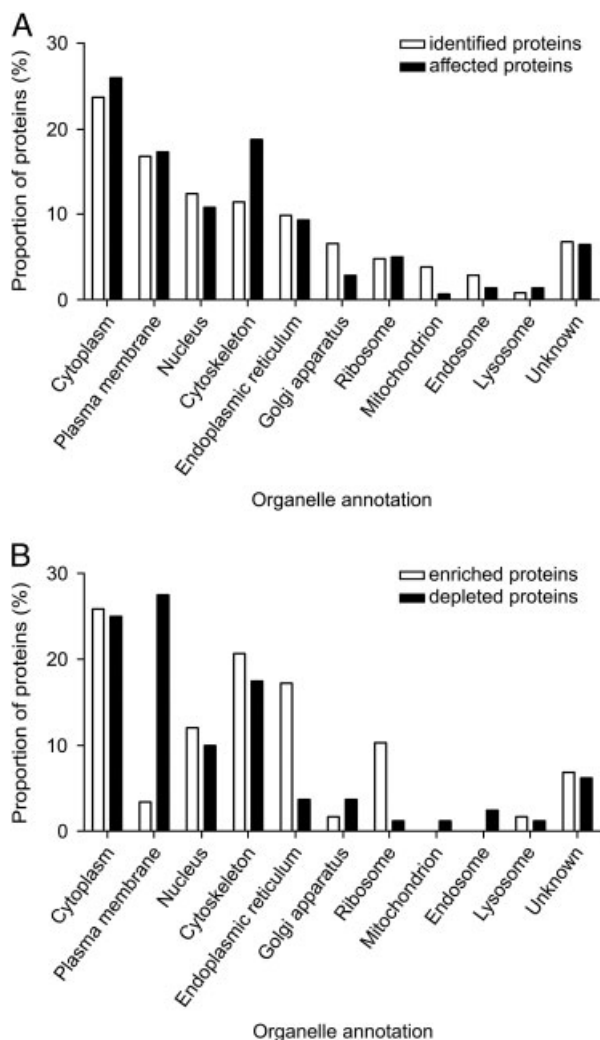 A
identified proteins
affected proteins
Proportion of proteins (%)
30
20
10
0
Cytoplasm
Plasma membrane
Nucleus
Cytoskeleton
Endoplasmic reticulum
Golgi apparatus
Ribosome
Mitochondrion
Endosome
Lysosome
Unknown
Organelle annotation
B
enriched proteins
depleted proteins
Proportion of proteins (%)
30
20
10
0
Cytoplasm
Plasma membrane
Nucleus
Cytoskeleton
Endoplasmic reticulum
Golgi apparatus
Ribosome
Mitochondrion
Endosome
Lysosome
Unknown
Organelle annotation